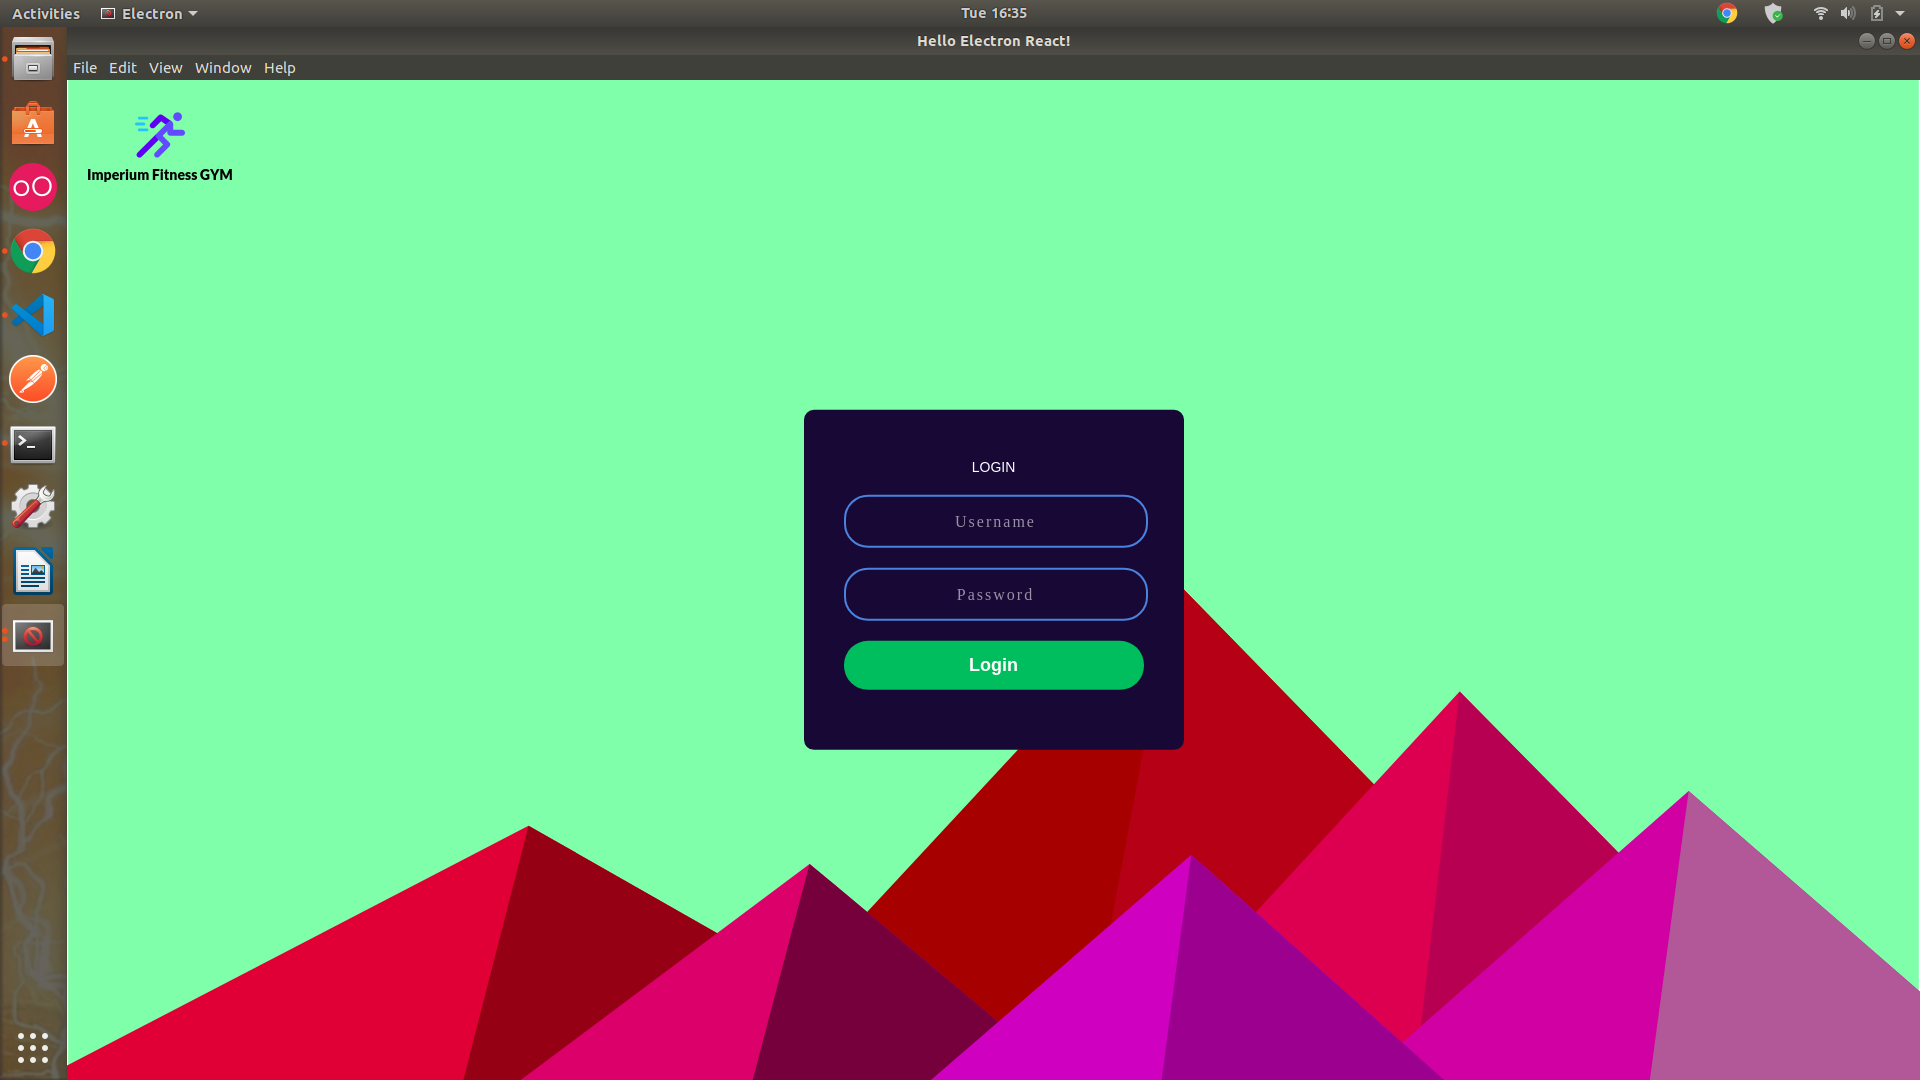 Activities Electron Tue 16:35
Hello Electron React!
File Edit View Window Help
Imperium Fitness GYM
LOGIN
Username
Password
Login